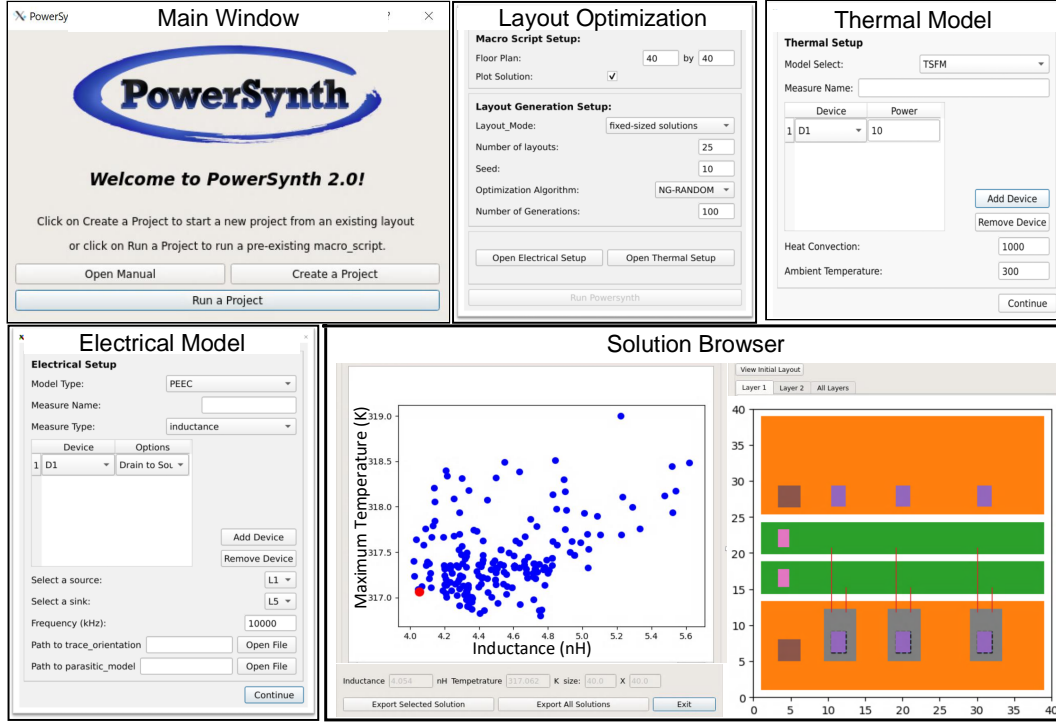 Main Window
PowerSy
PowerSynth
Welcome to PowerSynth 2.0!
Click on Create a Project to start a new project from an existing layout
or click on Run a Project to run a pre-existing macro_script.
Open Manual Create a Project
Run a Project
Layout Optimization
Macro Script Setup:
Floor Plan: 40 by 40
Plot Solution:
Layout Generation Setup:
Layout_Mode: fixed-sized solutions
Number of layouts: 25
Seed: 10
Optimization Algorithm: NG-RANDOM
Number of Generations: 100
Open Electrical Setup Open Thermal Setup
Run Powersynth
Thermal Model
Thermal Setup
Model Select: TSFM
Measure Name:
Device Power
1 D1 10
Add Device
Remove Device
Heat Convection: 1000
Ambient Temperature: 300
Continue
Electrical Model
Electrical Setup
Model Type: PEEC
Measure Name:
Measure Type: inductance
Device Options
1 D1 Drain to Sou
Add Device
Remove Device
Select a source: L1
Select a sink: L5
Frequency (kHz): 10000
Path to trace_orientation Open File
Path to parasitic_model Open File
Continue
Solution Browser
Maximum Temperature (K)
319.0
318.5
318.0
317.5
317.0
4.0 4.2 4.4 4.6 4.8 5.0 5.2 5.4 5.6
Inductance (nH)
Inductance 4.054 nH Tempetrature 317.062 K size: 40.0 X 40.0
Export Selected Solution Export All Solutions Exit
View Initial Layout
Layer 1 Layer 2 All Layers
40
35
30
25
20
15
10
5
0
0 5 10 15 20 25 30 35 40